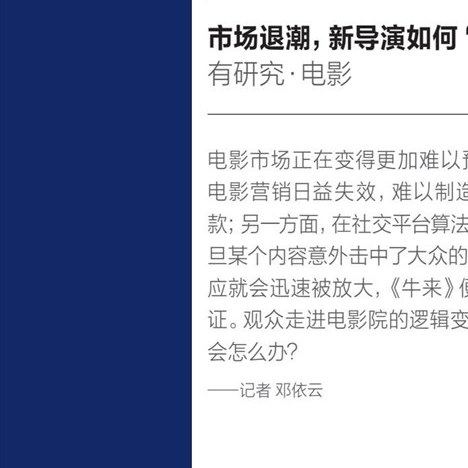 市场退潮，新导演如何“
有研究·电影
电影市场正在变得更加难以预
电影营销日益失效，难以制造
款；另一方面，在社交平台算法
旦某个内容意外击中了大众的
应就会迅速被放大，《牛来》便
证。观众走进电影院的逻辑变
会怎么办？
——记者 邓依云